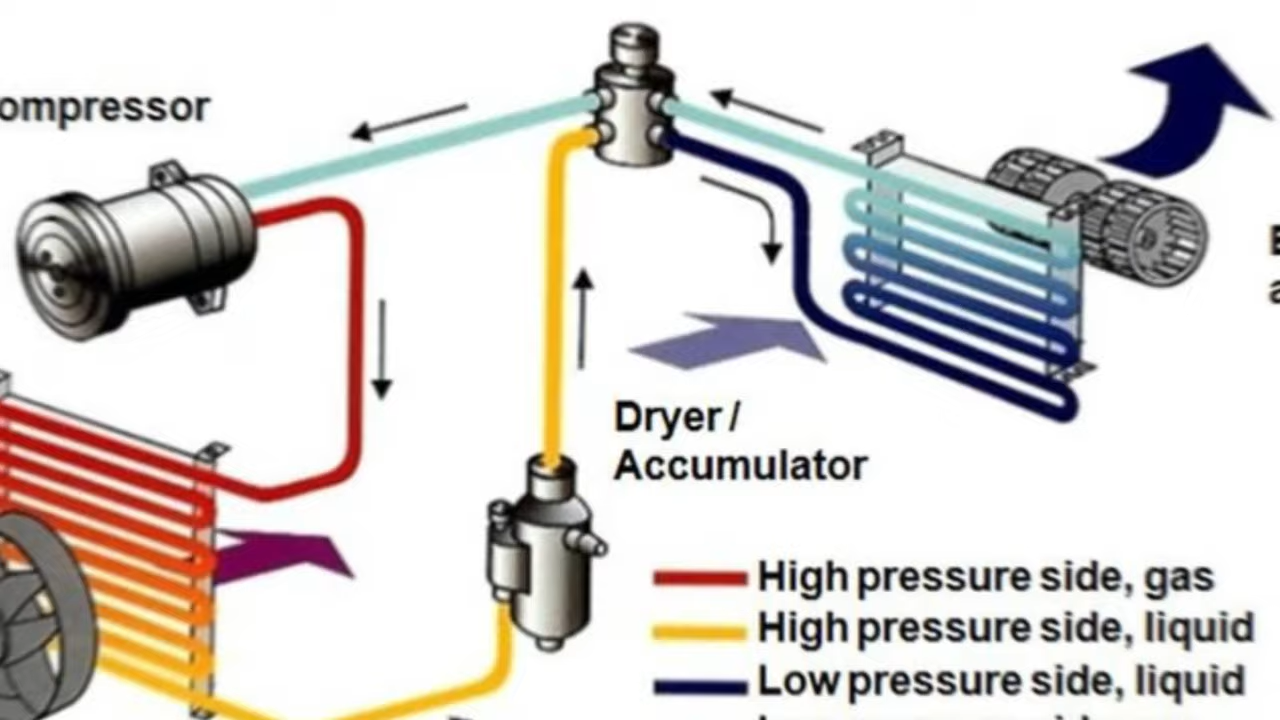 ompressor
Dryer /
Accumulator
High pressure side, gas
High pressure side, liquid
Low pressure side, liquid